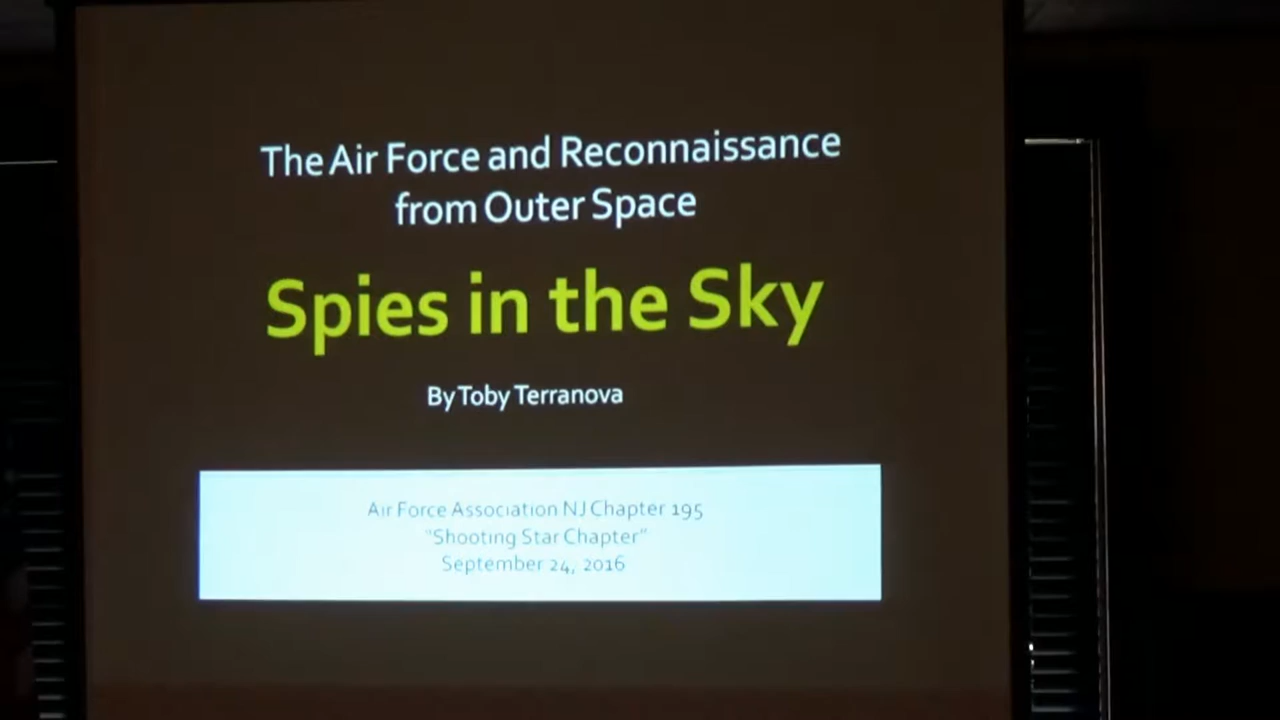 The Air Force and Reconnaissance
from Outer Space
Spies in the Sky
By Toby Terranova
Air Force Association NJ Chapter 195
"Shooting Star Chapter"
September 24, 2016